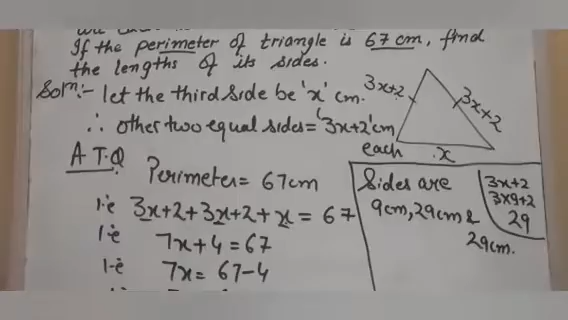 If the perimeter of triangle is 67 cm, find
the lengths of its sides.
Soln:- let the third side be 'x' cm.
∴ other two equal sides = '3x+2' cm
each
3x+2
3x+2
x
A.T.Q
Perimeter = 67cm
i.e 3x+2+3x+2+x = 67
i.e 7x+4 = 67
i.e 7x = 67-4
Sides are
9cm, 29cm &
29cm.
3x+2
3x9+2
29